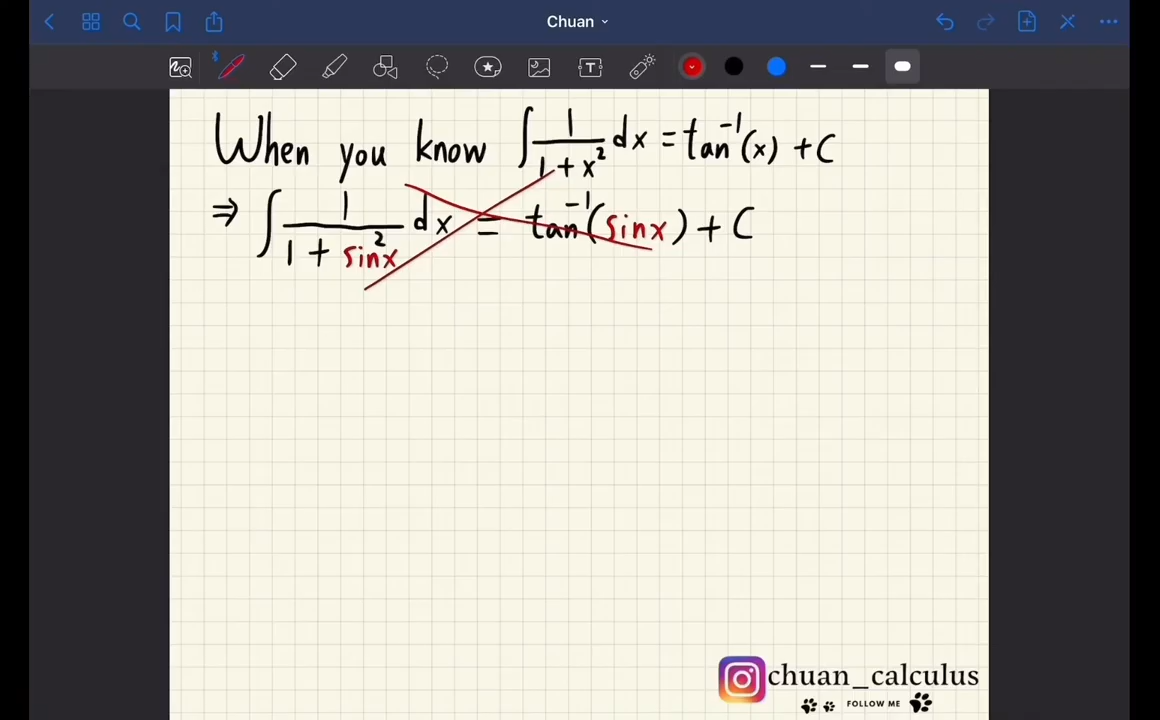 Chuan
When you know ∫ 1/(1 + x²) dx = tan⁻¹(x) + C
⇒ ∫ 1/(1 + sin²x) dx = tan⁻¹(sinx) + C
chuan_calculus
FOLLOW ME